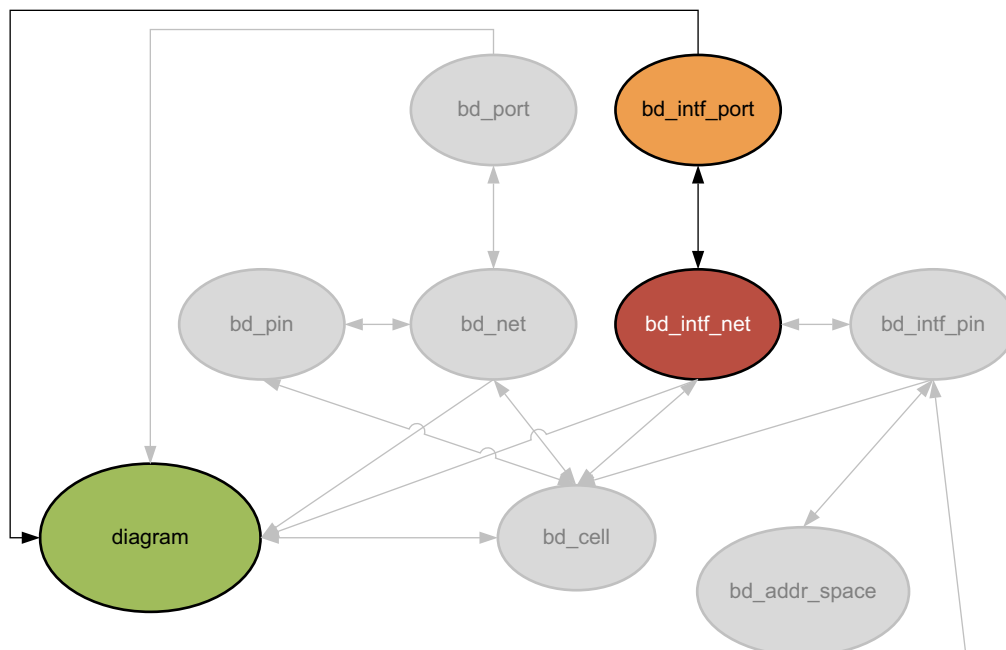 bd_port
bd_intf_port
bd_pin
bd_net
bd_intf_net
bd_intf_pin
diagram
bd_cell
bd_addr_space